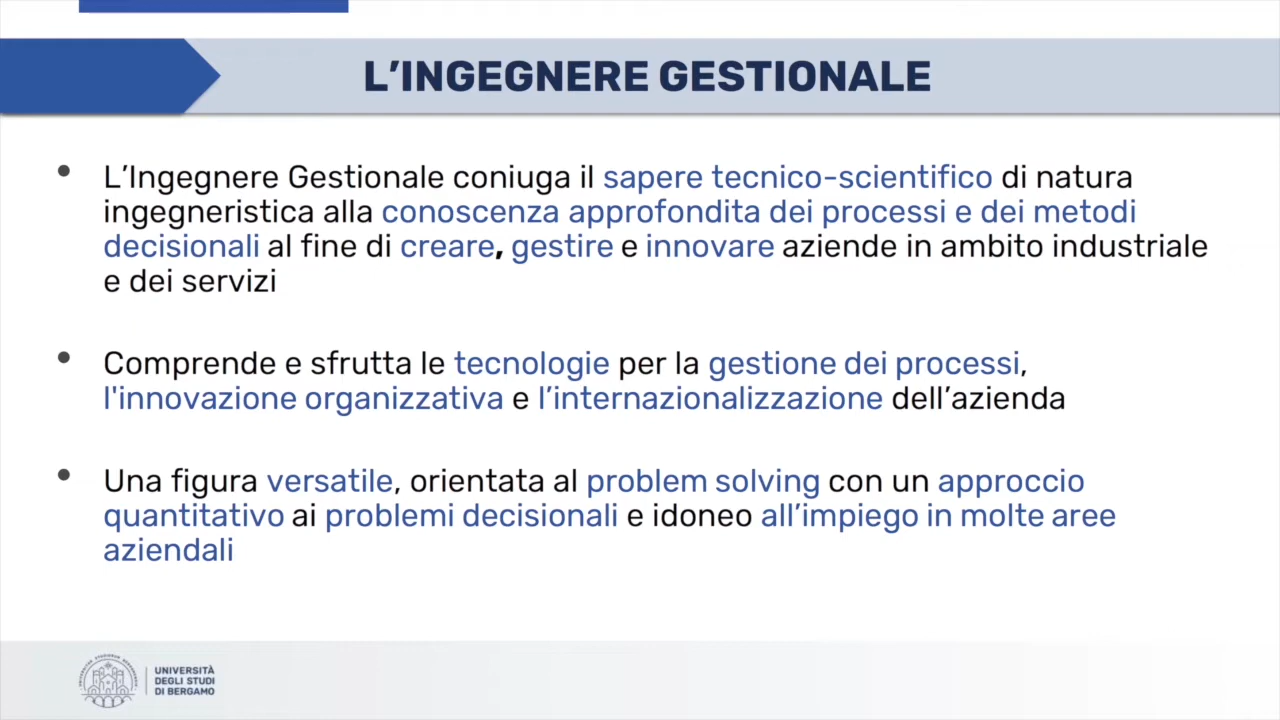 L’INGEGNERE GESTIONALE
• L’Ingegnere Gestionale coniuga il sapere tecnico-scientifico di natura
ingegneristica alla conoscenza approfondita dei processi e dei metodi
decisionali al fine di creare, gestire e innovare aziende in ambito industriale
e dei servizi
• Comprende e sfrutta le tecnologie per la gestione dei processi,
l'innovazione organizzativa e l’internazionalizzazione dell’azienda
• Una figura versatile, orientata al problem solving con un approccio
quantitativo ai problemi decisionali e idoneo all’impiego in molte aree
aziendali
UNIVERSITÀ
DEGLI STUDI
DI BERGAMO